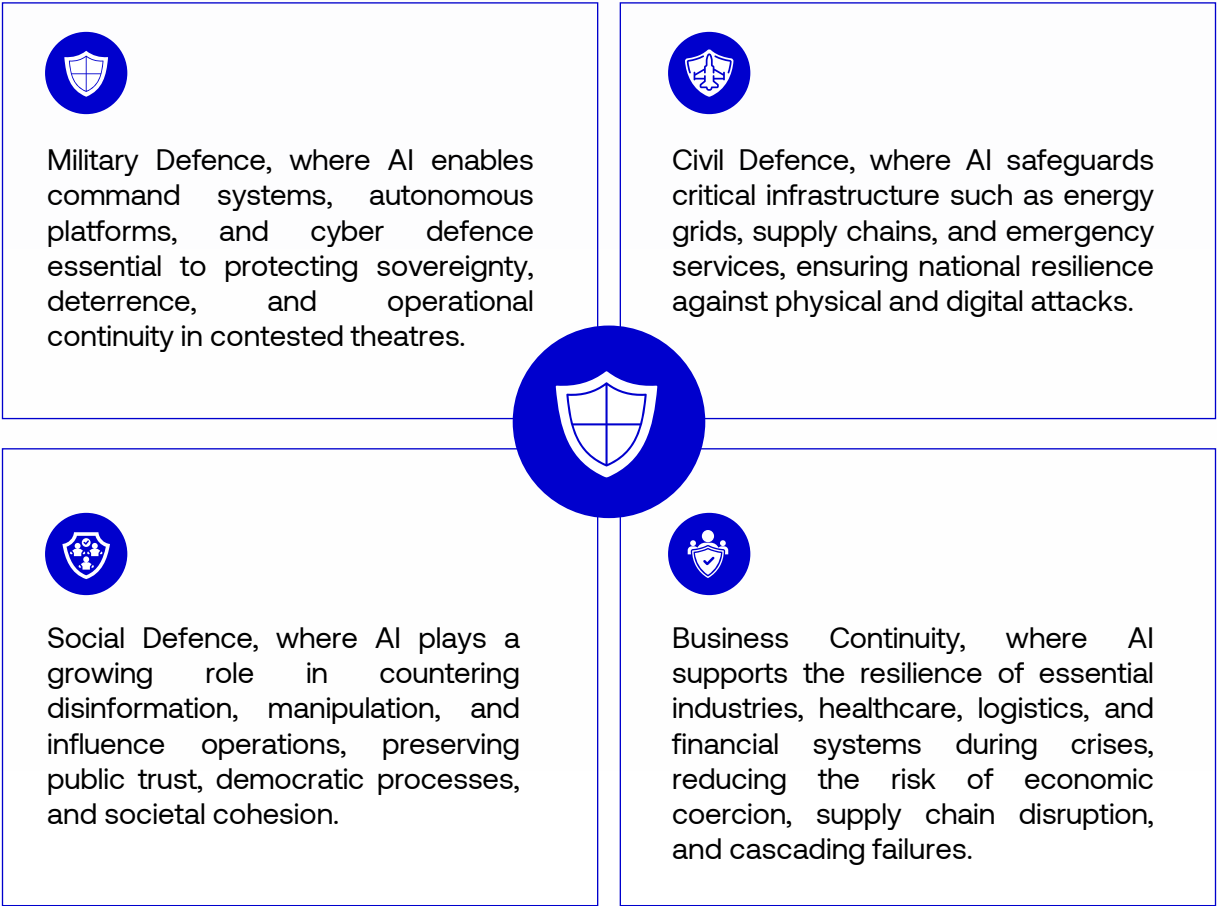 Military Defence, where AI enables
command systems, autonomous
platforms, and cyber defence
essential to protecting sovereignty,
deterrence, and operational
continuity in contested theatres.
Civil Defence, where AI safeguards
critical infrastructure such as energy
grids, supply chains, and emergency
services, ensuring national resilience
against physical and digital attacks.
Social Defence, where AI plays a
growing role in countering
disinformation, manipulation, and
influence operations, preserving
public trust, democratic processes,
and societal cohesion.
Business Continuity, where AI
supports the resilience of essential
industries, healthcare, logistics, and
financial systems during crises,
reducing the risk of economic
coercion, supply chain disruption,
and cascading failures.